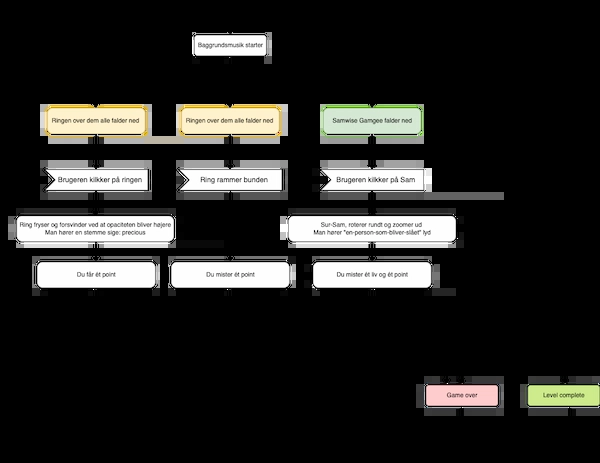 Baggrundsmusik starter
Ringen over dem alle falder ned
Ringen over dem alle falder ned
Samwise Gamgee falder ned
Brugeren klikker på ringen
Ring rammer bunden
Brugeren klikker på Sam
Ring fryser og forsvinder ved at opaciteten bliver højere
Man hører en stemme sige: precious
Sur-Sam, roterer rundt og zoomer ud
Man hører "en-person-som-bliver-slået" lyd
Du får ét point
Du mister ét point
Du mister ét liv og ét point
Game over
Level complete